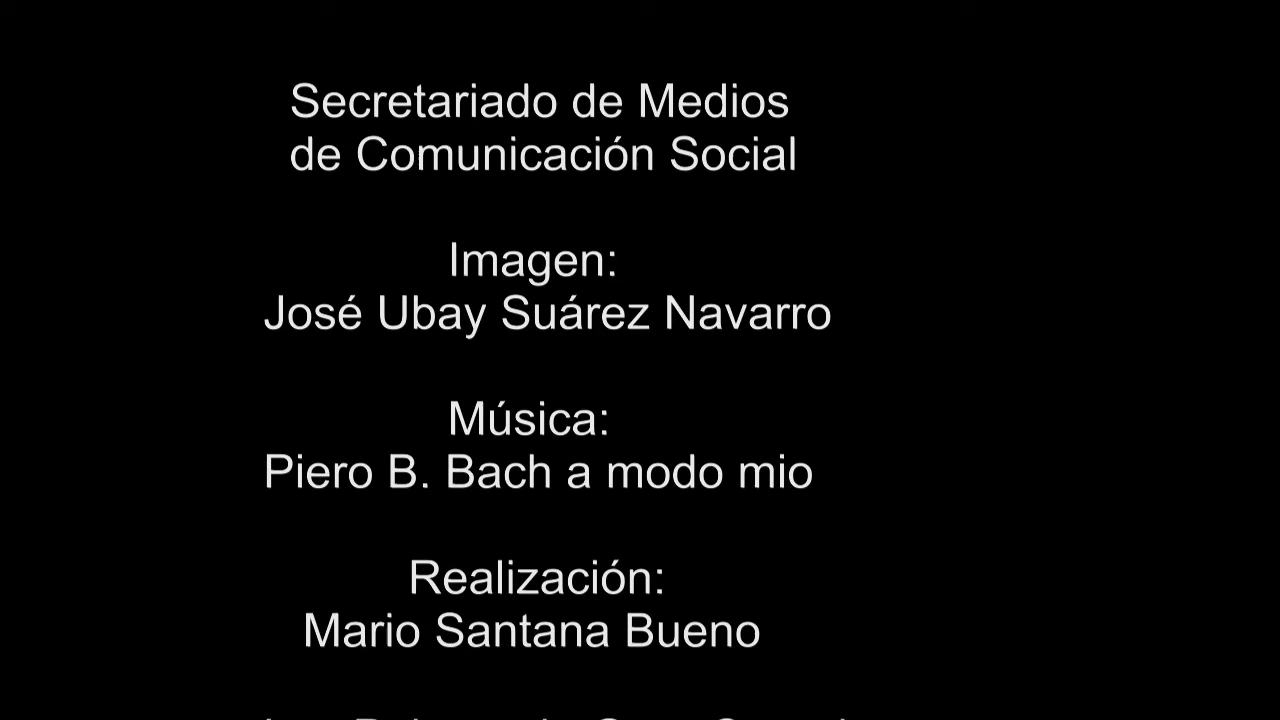 Secretariado de Medios
de Comunicación Social
Imagen:
José Ubay Suárez Navarro
Música:
Piero B. Bach a modo mio
Realización:
Mario Santana Bueno